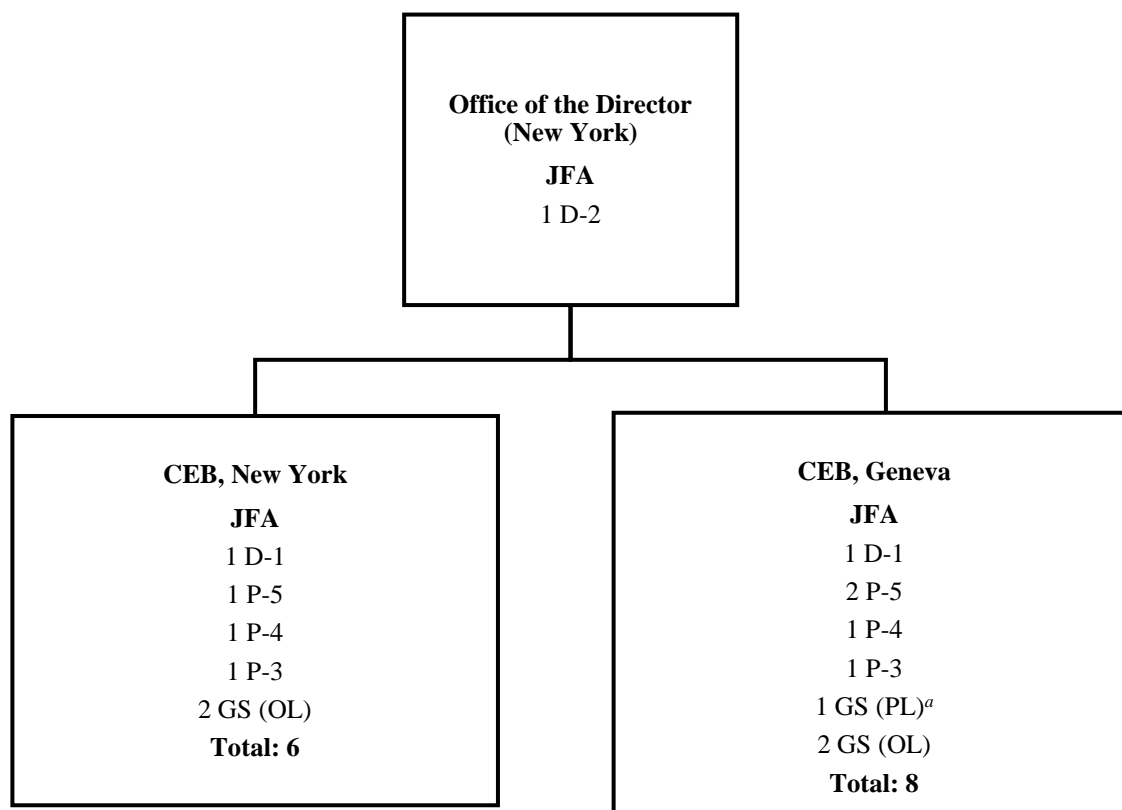 Office of the Director
(New York)
JFA
1 D-2
CEB, New York
JFA
1 D-1
1 P-5
1 P-4
1 P-3
2 GS (OL)
Total: 6
CEB, Geneva
JFA
1 D-1
2 P-5
1 P-4
1 P-3
1 GS (PL)a
2 GS (OL)
Total: 8